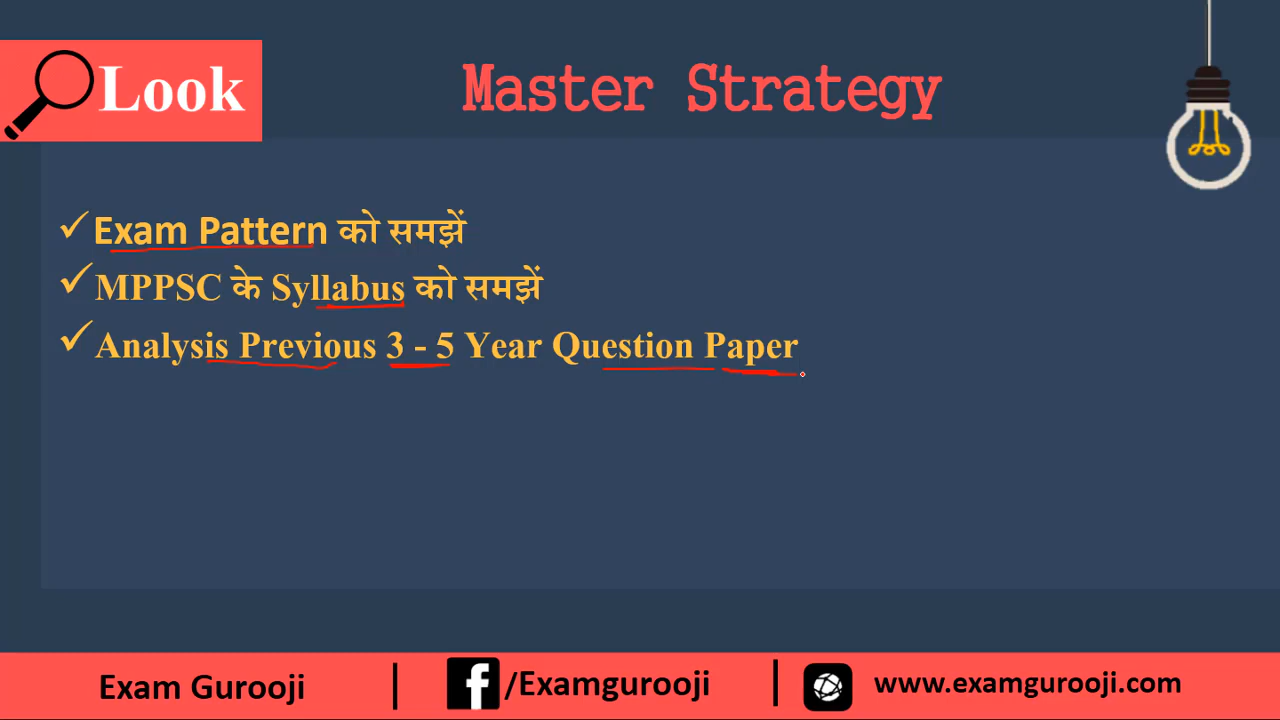 Look
Master Strategy
✓ Exam Pattern को समझें
✓ MPPSC के Syllabus को समझें
✓ Analysis Previous 3 - 5 Year Question Paper
Exam Gurooji | f /Examgurooji | www.examgurooji.com